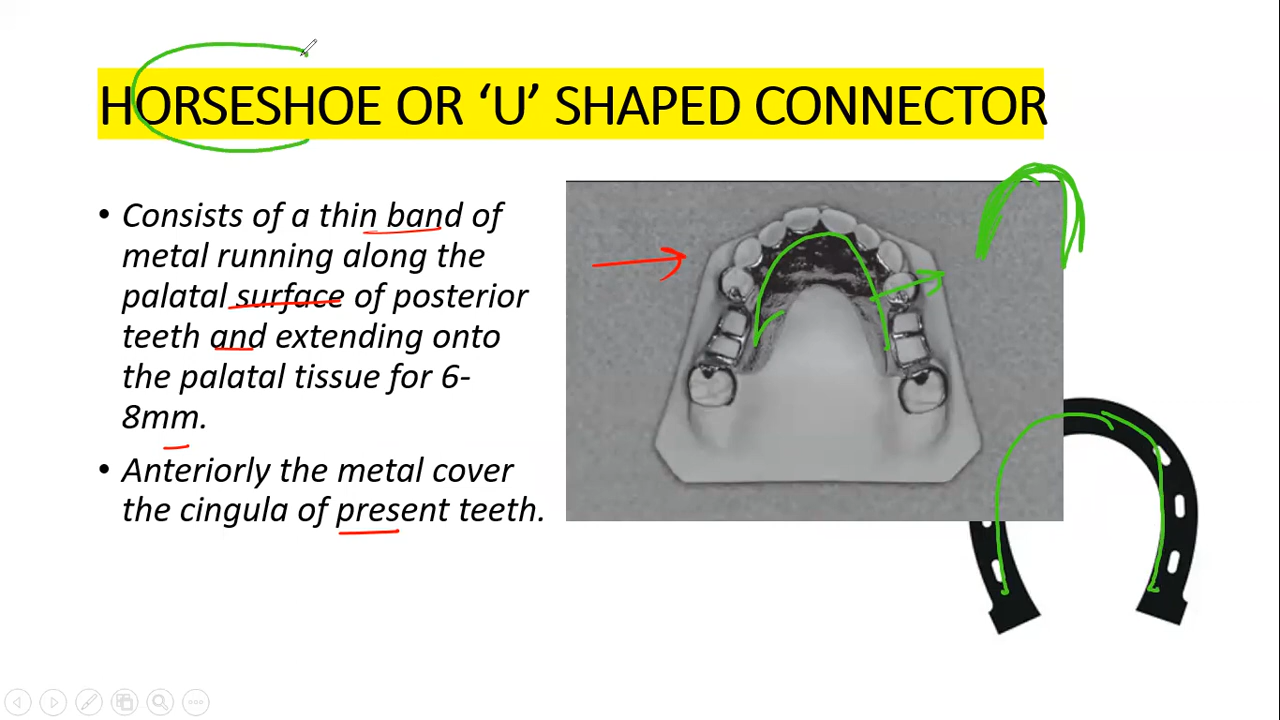 HORSESHOE OR ‘U’ SHAPED CONNECTOR
• Consists of a thin band of
metal running along the
palatal surface of posterior
teeth and extending onto
the palatal tissue for 6-
8mm.
• Anteriorly the metal cover
the cingula of present teeth.